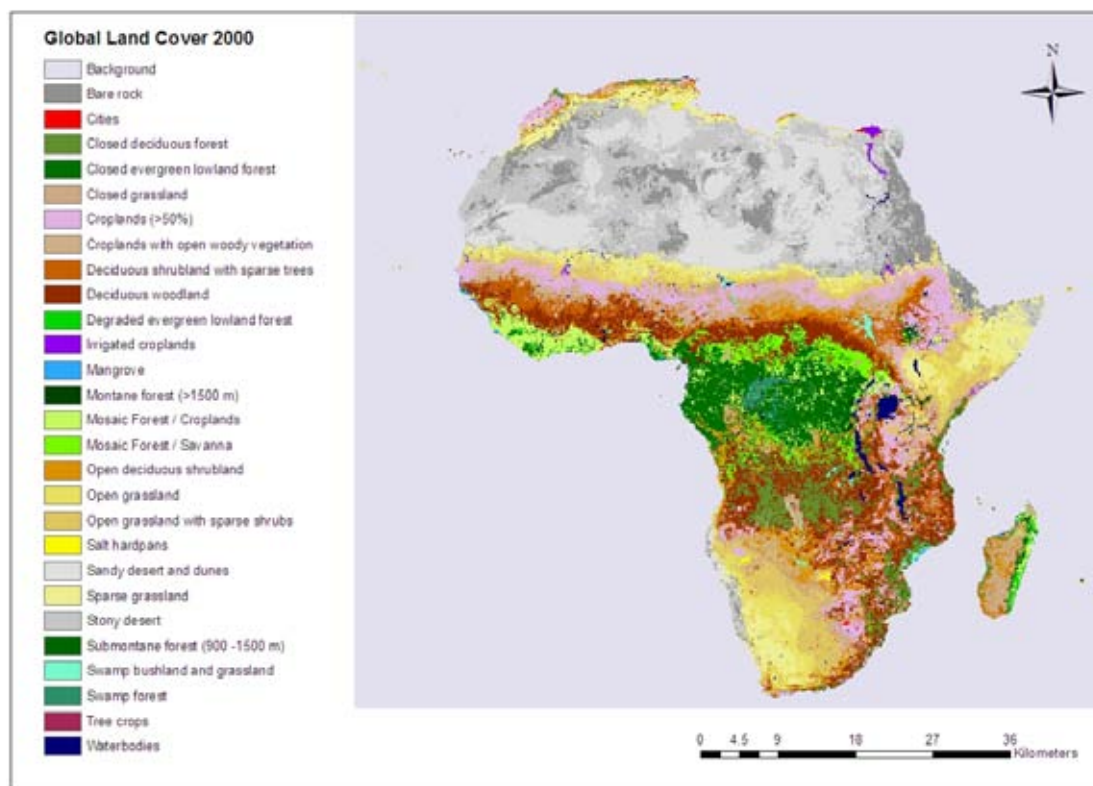 Global Land Cover 2000
Background
Bare rock
Cities
Closed deciduous forest
Closed evergreen lowland forest
Closed grassland
Croplands (>50%)
Croplands with open woody vegetation
Deciduous shrubland with sparse trees
Deciduous woodland
Degraded evergreen lowland forest
Irrigated croplands
Mangrove
Montane forest (>1500 m)
Mosaic Forest / Croplands
Mosaic Forest / Savanna
Open deciduous shrubland
Open grassland
Open grassland with sparse shrubs
Salt hardpans
Sandy desert and dunes
Sparse grassland
Stony desert
Submontane forest (900 -1500 m)
Swamp bushland and grassland
Swamp forest
Tree crops
Waterbodies
N
0 4.5 9 18 27 36
Kilometers